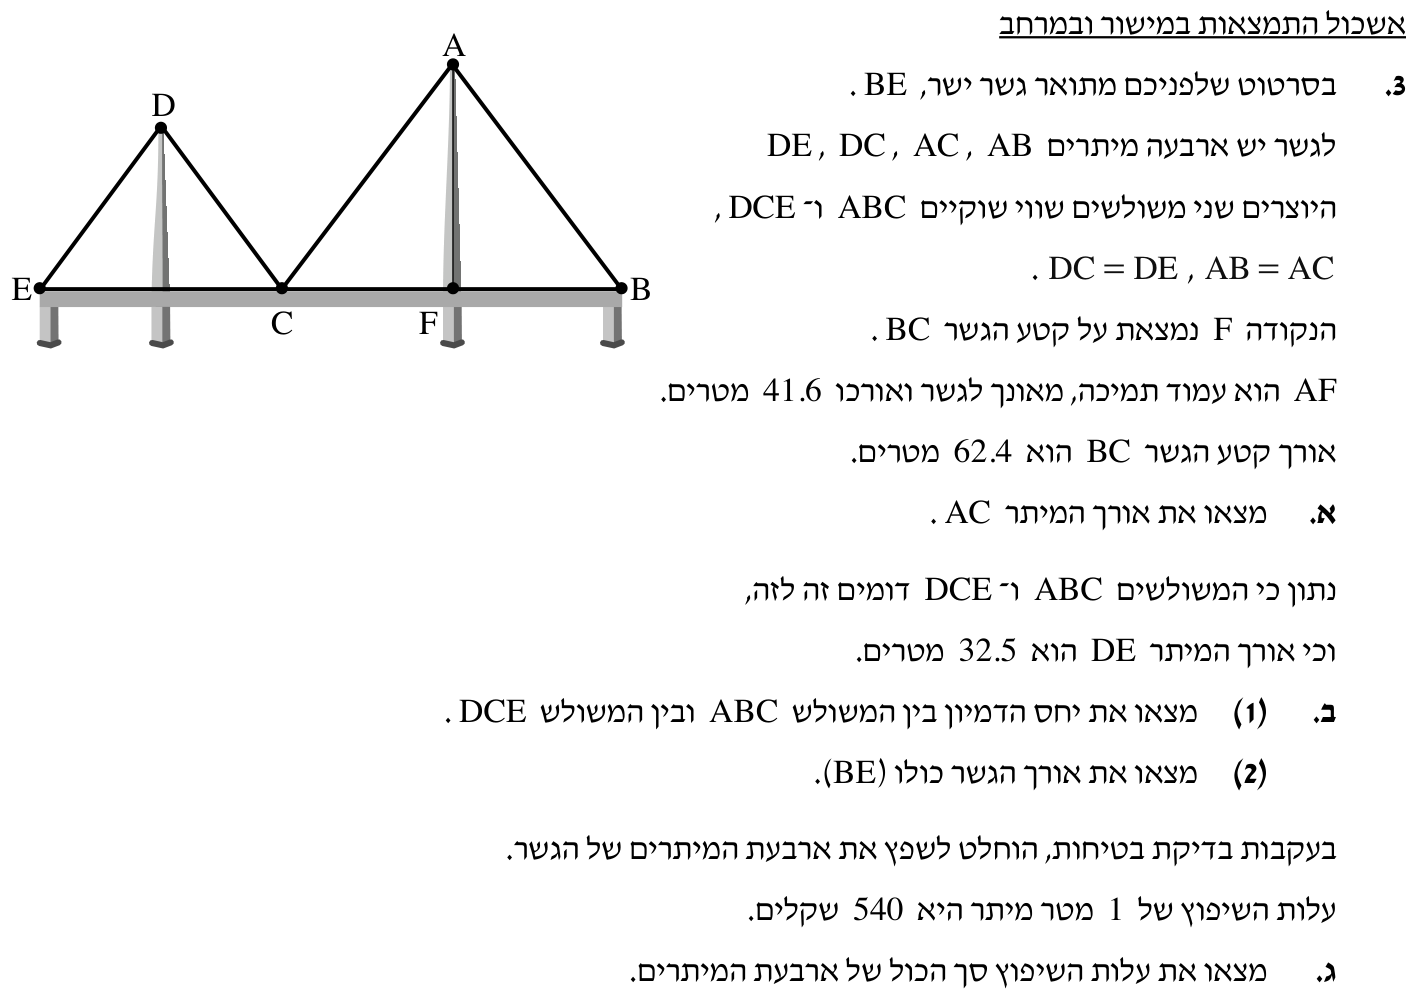 אשכול התמצאות במישור ובמרחב
3. בסרטוט שלפניכם מתואר גשר ישר, BE .
לגשר יש ארבעה מיתרים DE , DC , AC , AB
היוצרים שני משולשים שווי שוקיים ABC ו־ DCE ,
. DC = DE , AB = AC
הנקודה F נמצאת על קטע הגשר BC .
AF הוא עמוד תמיכה, מאונך לגשר ואורכו 41.6 מטרים.
אורך קטע הגשר BC הוא 62.4 מטרים.
א. מצאו את אורך המיתר AC .
נתון כי המשולשים ABC ו־ DCE דומים זה לזה,
וכי אורך המיתר DE הוא 32.5 מטרים.
ב. (1) מצאו את יחס הדמיון בין המשולש ABC ובין המשולש DCE .
(2) מצאו את אורך הגשר כולו (BE).
בעקבות בדיקת בטיחות, הוחלט לשפץ את ארבעת המיתרים של הגשר.
עלות השיפוץ של 1 מטר מיתר היא 540 שקלים.
ג. מצאו את עלות השיפוץ סך הכול של ארבעת המיתרים.
A
D
E
B
C
F